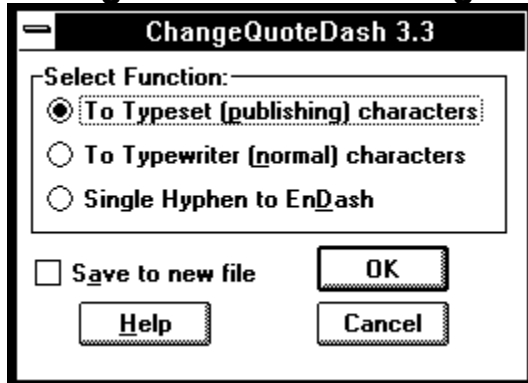 ChangeQuoteDash 3.3
Select Function:
To Typeset (publishing) characters
To Typewriter (normal) characters
Single Hyphen to EnDash
Save to new file
OK
Help
Cancel